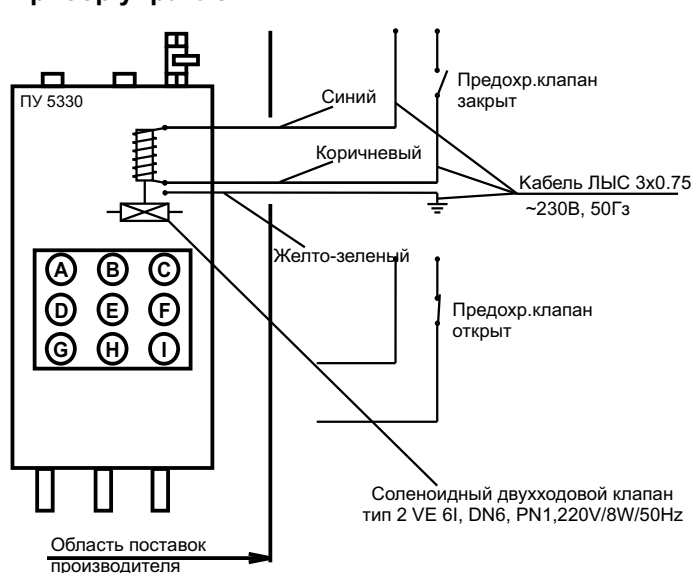 ПУ 5330
Синий
Предохр.клапан
закрыт
Коричневый
Кабель ЛЫС 3x0.75
~230В, 50Гз
Желто-зеленый
A B C
D E F
G H I
Предохр.клапан
открыт
Соленоидный двухходовой клапан
тип 2 VE 6I, DN6, PN1,220V/8W/50Hz
Область поставок
производителя